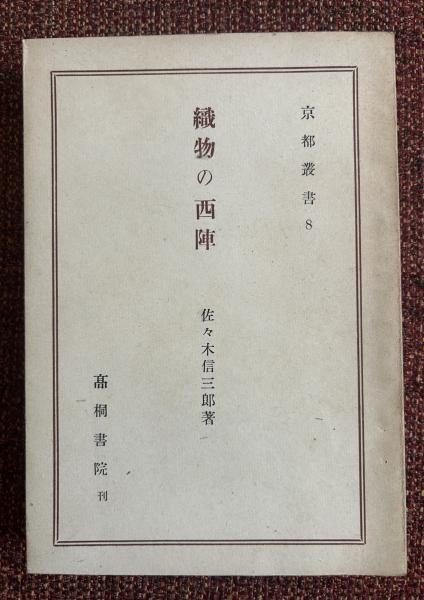 京都叢書8
織物の西陣
佐々木信三郎著
髙桐書院刊